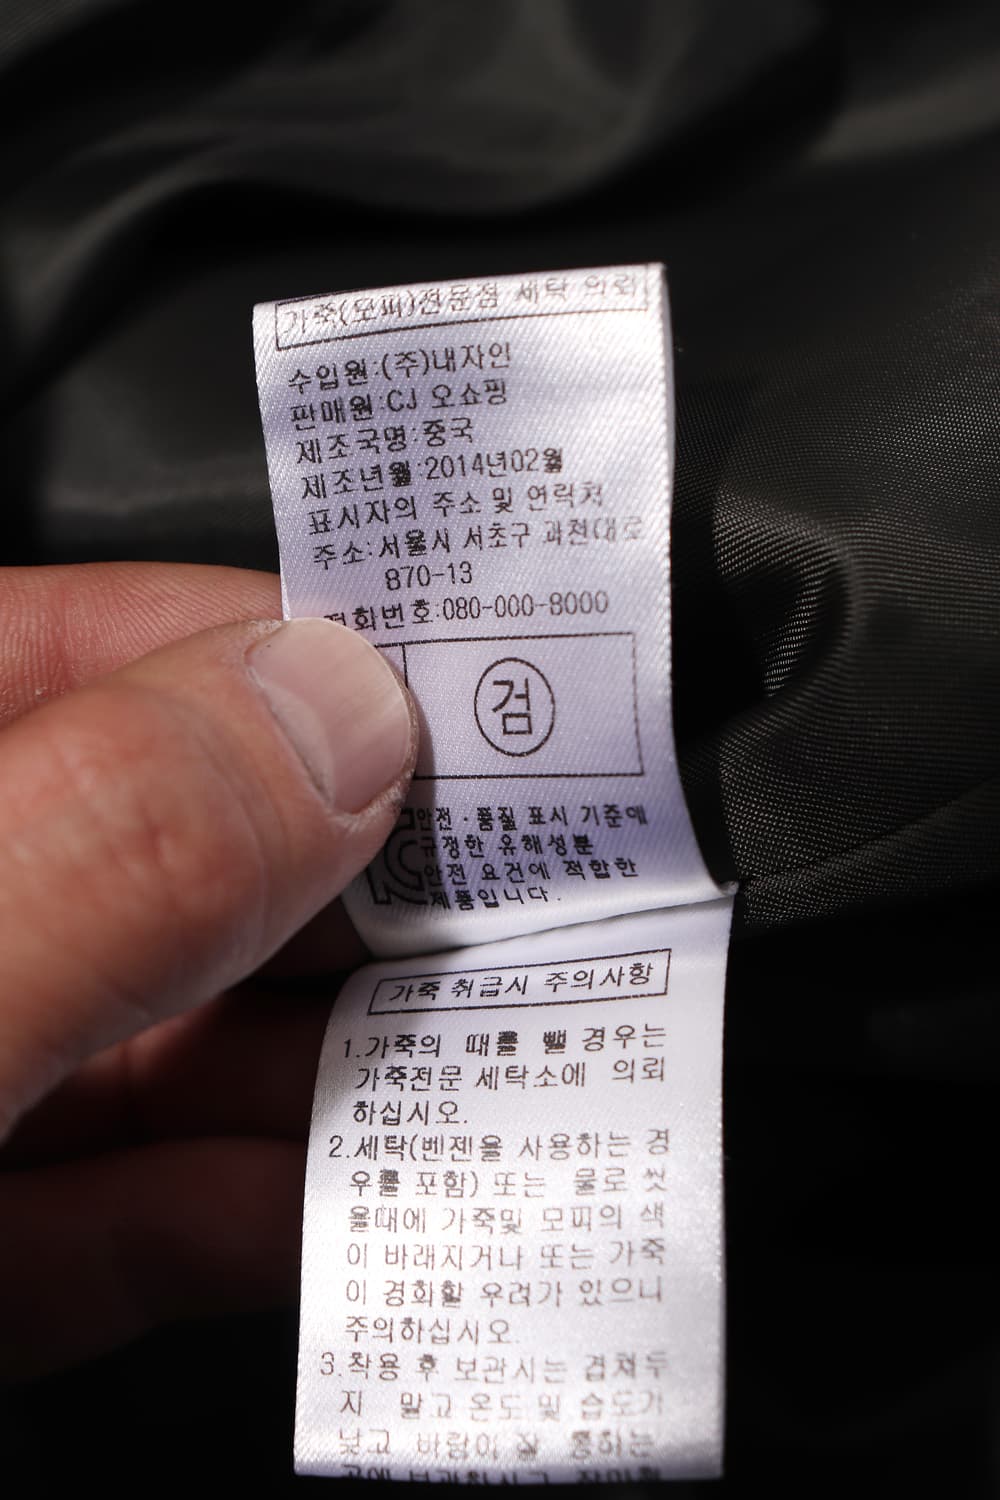 가죽(모피)전문점 세탁 의뢰
수입원:(주)내자인
판매원:CJ 오쇼핑
제조국명:중국
제조년월:2014년02월
표시자의 주소 및 연락처
주소:서울시 서초구 과천대로
870-13
전화번호:080-000-8000
검
안전·품질 표시 기준에
규정한 유해성분
안전 요건에 적합한
제품입니다.
가죽 취급시 주의사항
1.가죽의 때를 뺄 경우는
가죽전문 세탁소에 의뢰
하십시오.
2.세탁(벤젠을 사용하는 경
우를 포함) 또는 물로 씻
을때에 가죽및 모피의 색
이 바래지거나 또는 가죽
이 경화할 우려가 있으니
주의하십시오.
3.착용 후 보관시는 겹쳐두
지 말고 온도 및 습도가
낮고 바람이 잘 통하는